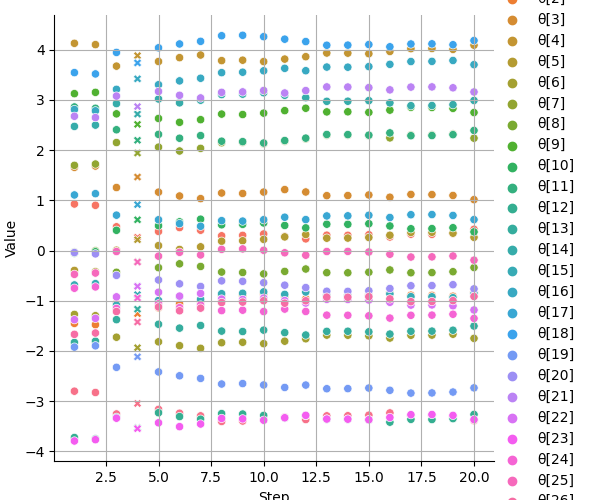 θ[2]
θ[3]
θ[4]
θ[5]
θ[6]
θ[7]
θ[8]
θ[9]
θ[10]
θ[11]
θ[12]
θ[13]
θ[14]
θ[15]
θ[16]
θ[17]
θ[18]
θ[19]
θ[20]
θ[21]
θ[22]
θ[23]
θ[24]
θ[25]
θ[26]
4
3
2
1
0
−1
−2
−3
−4
Value
2.5 5.0 7.5 10.0 12.5 15.0 17.5 20.0
Step